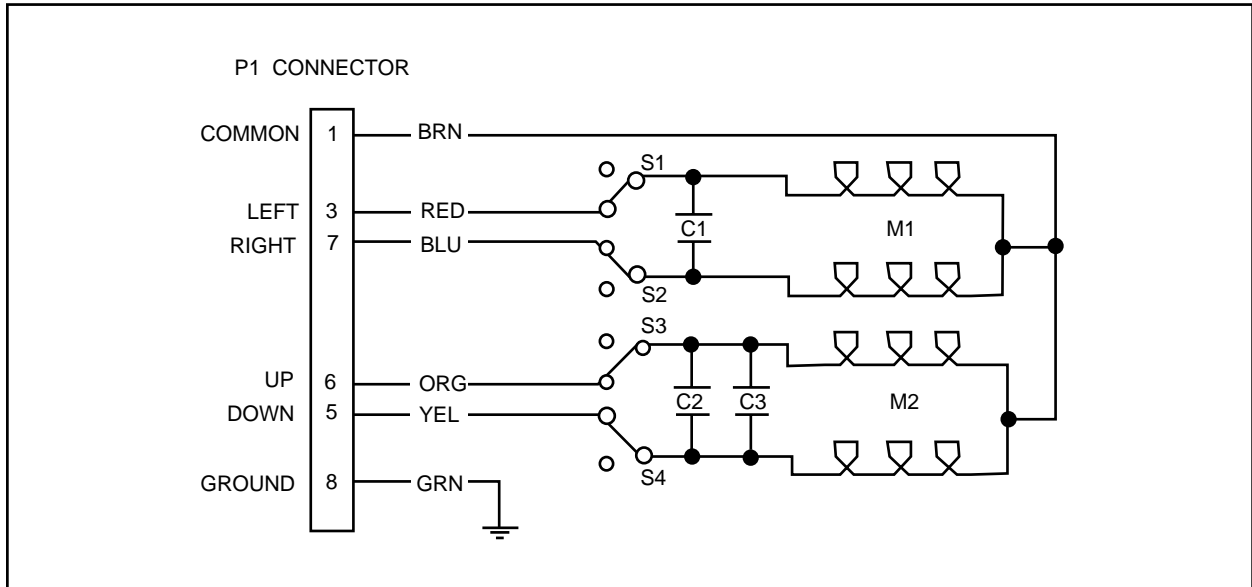 P1 CONNECTOR
COMMON 1 BRN
S1
LEFT 3 RED
C1 M1
RIGHT 7 BLU
S2
S3
UP 6 ORG
C2 C3 M2
DOWN 5 YEL
S4
GROUND 8 GRN